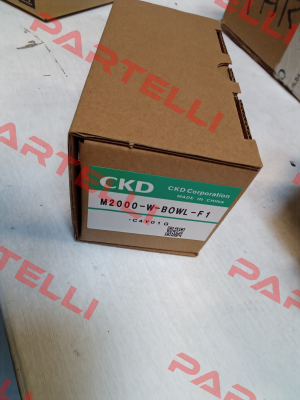 PARTELLI
CKD
CKD Corporation
MADE IN CHINA
M2000-W-BOWL-F1
PARTELLI
PARTELLI
PARTELLI